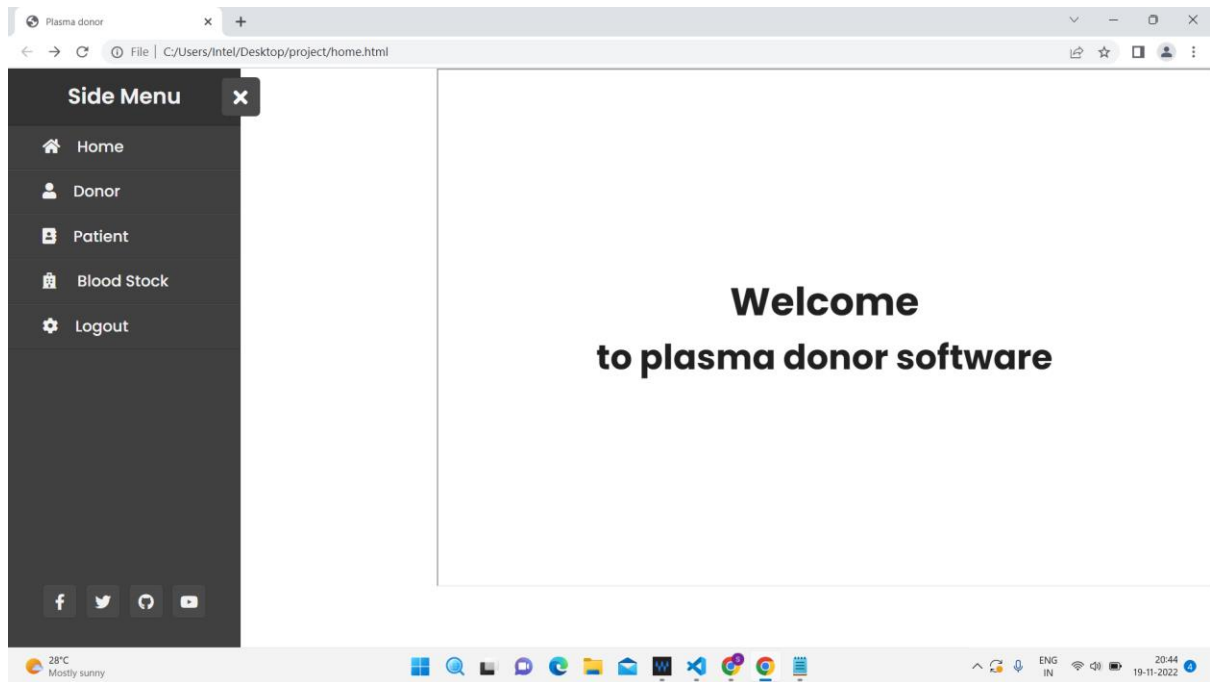 Plasma donor
File | C:/Users/Intel/Desktop/project/home.html
Side Menu
Home
Donor
Patient
Blood Stock
Logout
Welcome
to plasma donor software
28°C
Mostly sunny
ENG
IN
20:44
19-11-2022
4